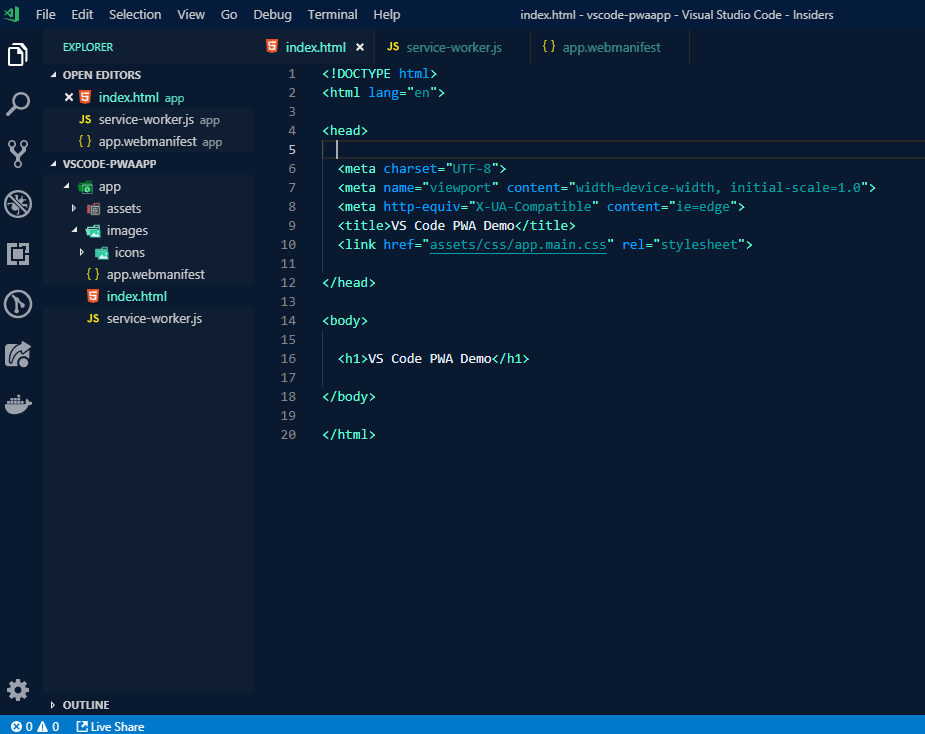 File Edit Selection View Go Debug Terminal Help index.html - vscode-pwaapp - Visual Studio Code - Insiders
EXPLORER
OPEN EDITORS
index.html app
JS service-worker.js app
{ } app.webmanifest app
VSCODE-PWAAPP
app
assets
images
icons
{ } app.webmanifest
index.html
JS service-worker.js
OUTLINE
index.html JS service-worker.js { } app.webmanifest
1 <!DOCTYPE html>
2 <html lang="en">
3
4 <head>
5
6 <meta charset="UTF-8">
7 <meta name="viewport" content="width=device-width, initial-scale=1.0">
8 <meta http-equiv="X-UA-Compatible" content="ie=edge">
9 <title>VS Code PWA Demo</title>
10 <link href="assets/css/app.main.css" rel="stylesheet">
11
12 </head>
13
14 <body>
15
16 <h1>VS Code PWA Demo</h1>
17
18 </body>
19
20 </html>
0 0 Live Share